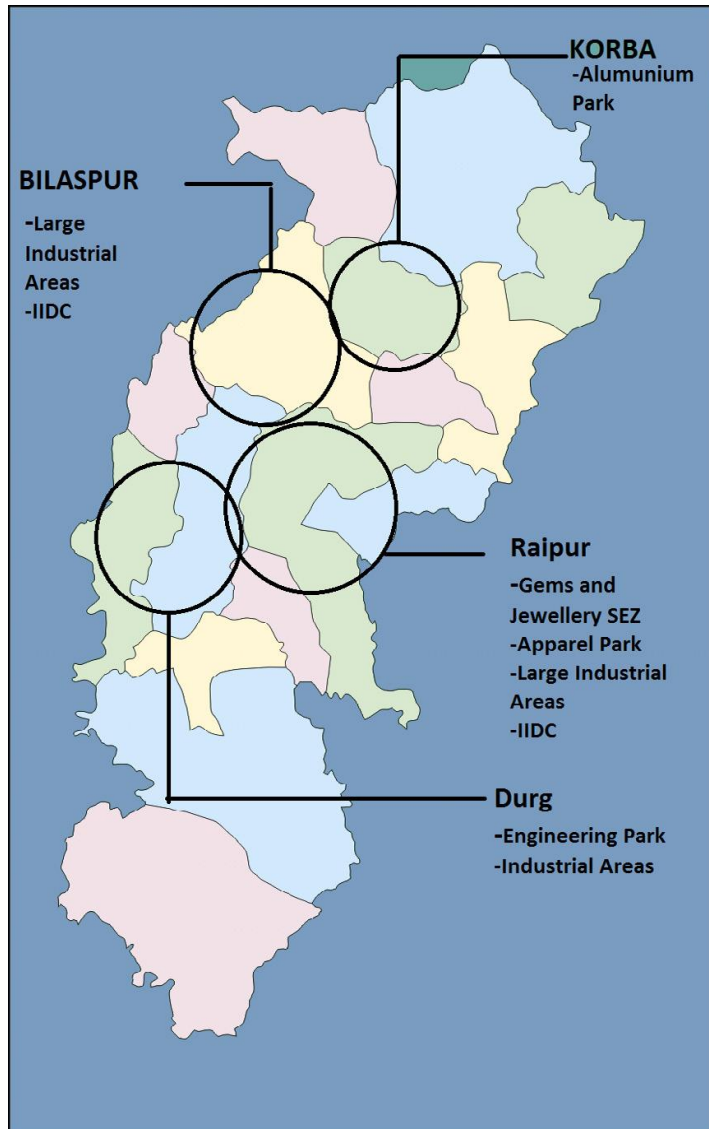 KORBA
-Alumunium
Park
BILASPUR
-Large
Industrial
Areas
-IIDC
Raipur
-Gems and
Jewellery SEZ
-Apparel Park
-Large Industrial
Areas
-IIDC
Durg
-Engineering Park
-Industrial Areas